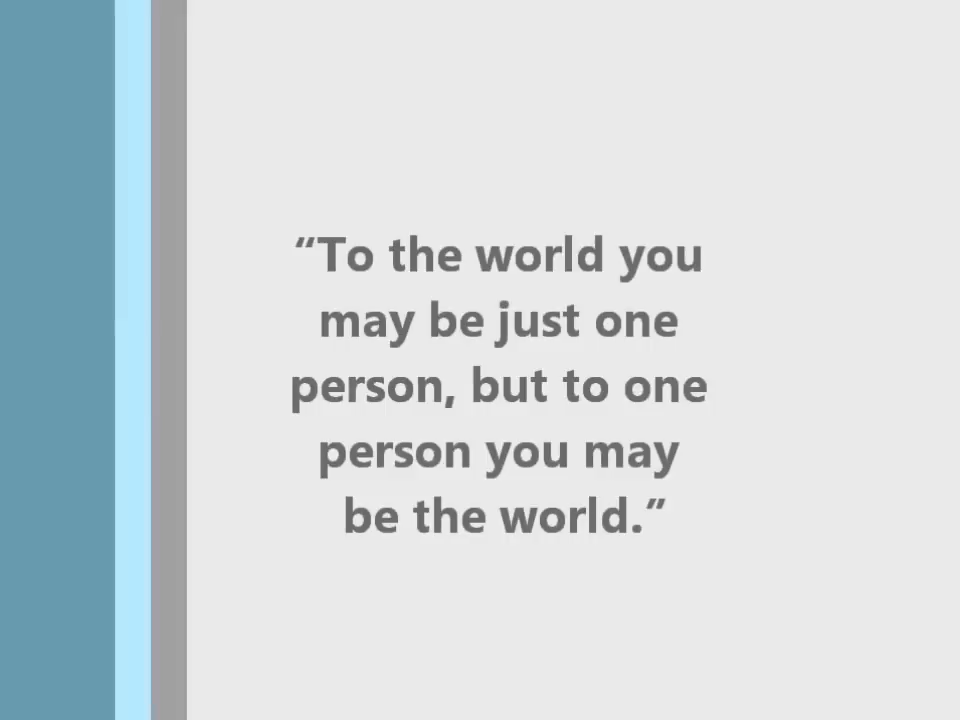 “To the world you
may be just one
person, but to one
person you may
be the world.”